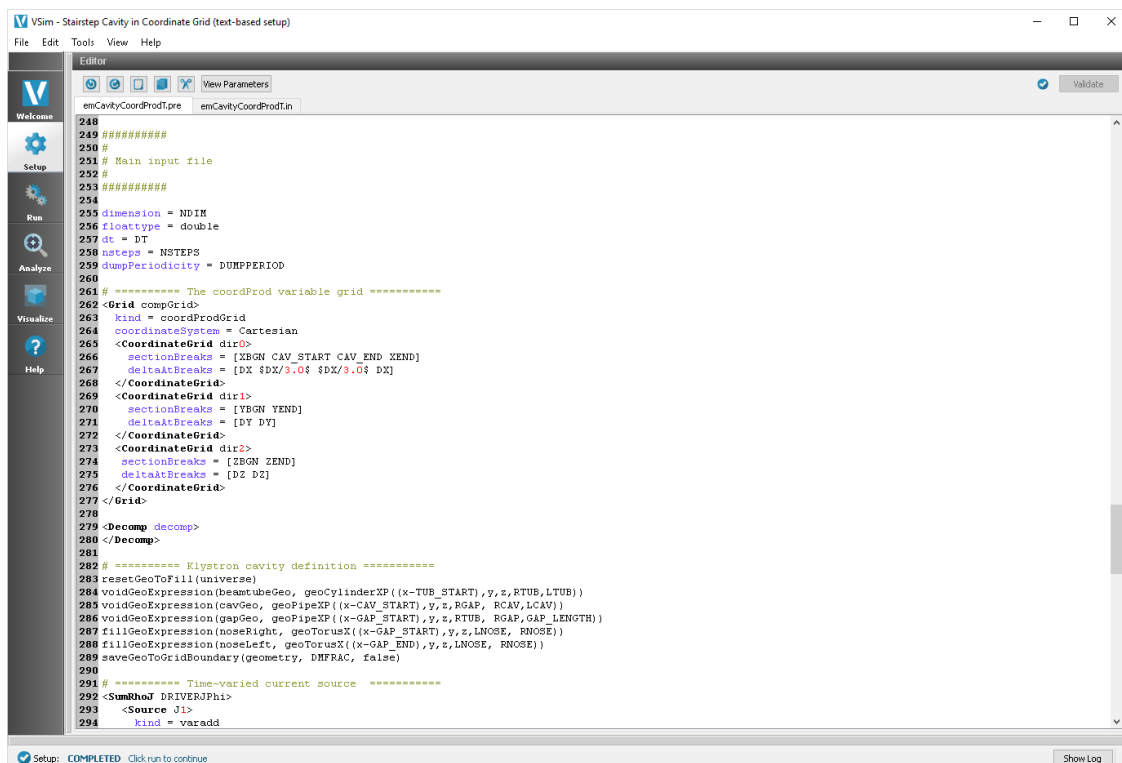 VSim - Stairstep Cavity in Coordinate Grid (text-based setup)
File Edit Tools View Help
Editor
View Parameters
Validate
emCavityCoordProdT.pre emCavityCoordProdT.in
Welcome
Setup
Run
Analyze
Visualize
Help
248
249 ##########
250 #
251 # Main input file
252 #
253 ##########
254
255 dimension = NDIM
256 floattype = double
257 dt = DT
258 nsteps = NSTEPS
259 dumpPeriodicity = DUMPPERIOD
260
261 # ========== The coordProd variable grid ===========
262 <Grid compGrid>
263   kind = coordProdGrid
264   coordinateSystem = Cartesian
265   <CoordinateGrid dir0>
266     sectionBreaks = [XBGN CAV_START CAV_END XEND]
267     deltaAtBreaks = [DX $DX/3.0$ $DX/3.0$ DX]
268   </CoordinateGrid>
269   <CoordinateGrid dir1>
270     sectionBreaks = [YBGN YEND]
271     deltaAtBreaks = [DY DY]
272   </CoordinateGrid>
273   <CoordinateGrid dir2>
274    sectionBreaks = [ZBGN ZEND]
275    deltaAtBreaks = [DZ DZ]
276   </CoordinateGrid>
277 </Grid>
278
279 <Decomp decomp>
280 </Decomp>
281
282 # ========== Klystron cavity definition ===========
283 resetGeoToFill(universe)
284 voidGeoExpression(beamtubeGeo, geoCylinderXP((x-TUB_START),y,z,RTUB,LTUB))
285 voidGeoExpression(cavGeo, geoPipeXP((x-CAV_START),y,z,RGAP, RCAV,LCAV))
286 voidGeoExpression(gapGeo, geoPipeXP((x-GAP_START),y,z,RTUB, RGAP,GAP_LENGTH))
287 fillGeoExpression(noseRight, geoTorusX((x-GAP_START),y,z,LNOSE, RNOSE))
288 fillGeoExpression(noseLeft, geoTorusX((x-GAP_END),y,z,LNOSE, RNOSE))
289 saveGeoToGridBoundary(geometry, DMFRAC, false)
290
291 # ========== Time-varied current source  ===========
292 <SumRhoJ DRIVERJPhi>
293    <Source J1>
294      kind = varadd
Setup: COMPLETED Click run to continue
Show Log